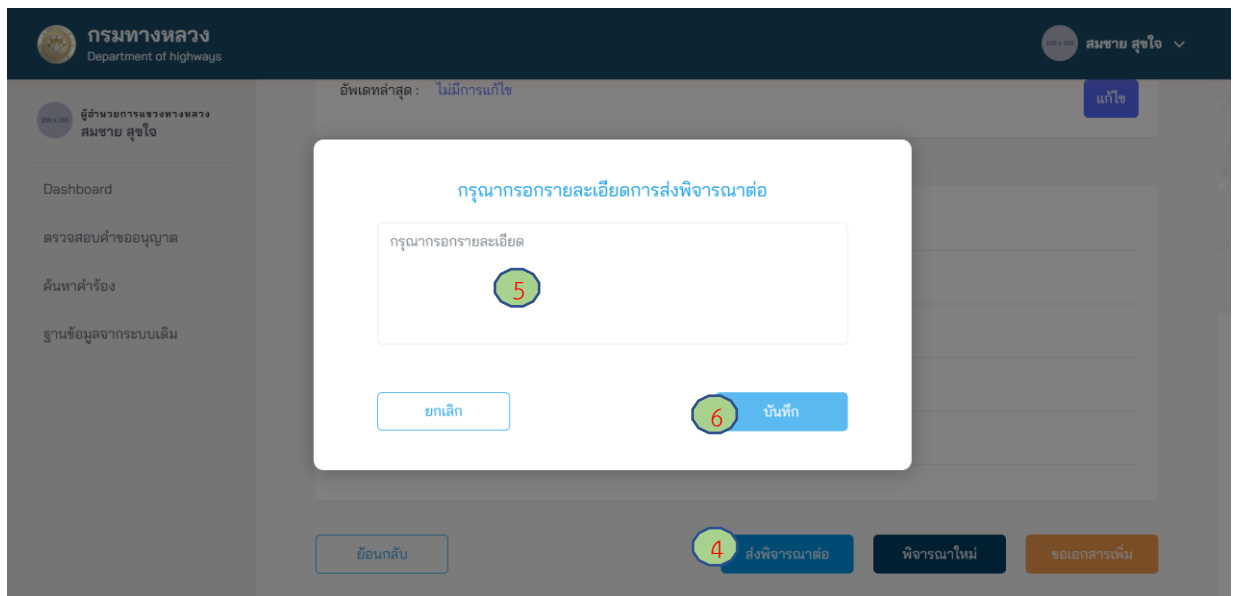 กรมทางหลวง
Department of highways
สมชาย สุขใจ
อัพเดทล่าสุด : ไม่มีการแก้ไข
แก้ไข
ผู้อำนวยการแขวงทางหลวง
สมชาย สุขใจ
Dashboard
ตรวจสอบคำขออนุญาต
ค้นหาคำร้อง
ฐานข้อมูลจากระบบเดิม
กรุณากรอกรายละเอียดการส่งพิจารณาต่อ
กรุณากรอกรายละเอียด
5
ยกเลิก
6 บันทึก
ย้อนกลับ
4 ส่งพิจารณาต่อ
พิจารณาใหม่
ขอเอกสารเพิ่ม